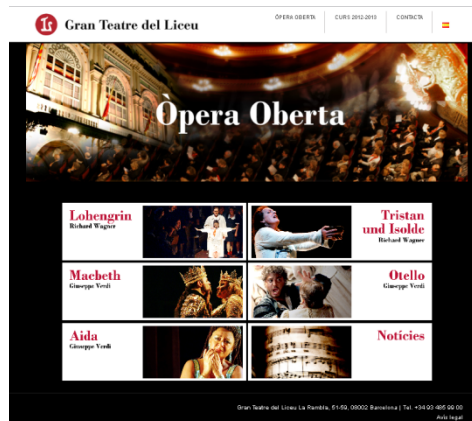 Gran Teatre del Liceu
ÒPERA OBERTA
CURS 2012-2013
CONTACTA
Òpera Oberta
Lohengrin
Richard Wagner
Tristan
und Isolde
Richard Wagner
Macbeth
Giuseppe Verdi
Otello
Giuseppe Verdi
Aida
Giuseppe Verdi
Notícies
Gran Teatre del Liceu La Rambla, 51-59, 08002 Barcelona | Tel. +34 93 485 99 00
Avís legal